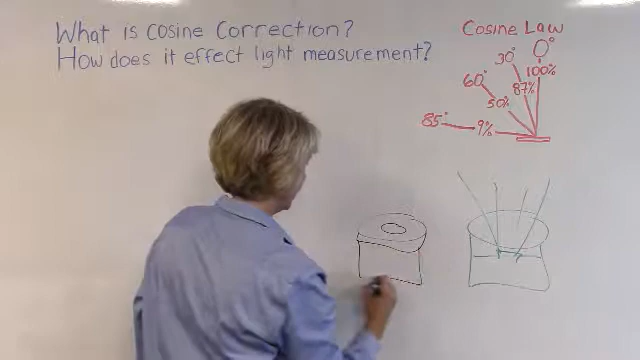 What is cosine Correction?
How does it effect light measurement?
Cosine Law
0°
30°
100%
60°
87%
50%
85°
9%